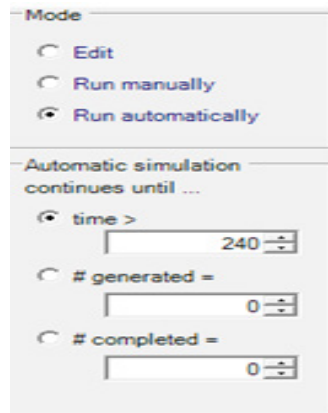 Mode
Edit
Run manually
Run automatically
Automatic simulation
continues until ...
time >
240
# generated =
0
# completed =
0